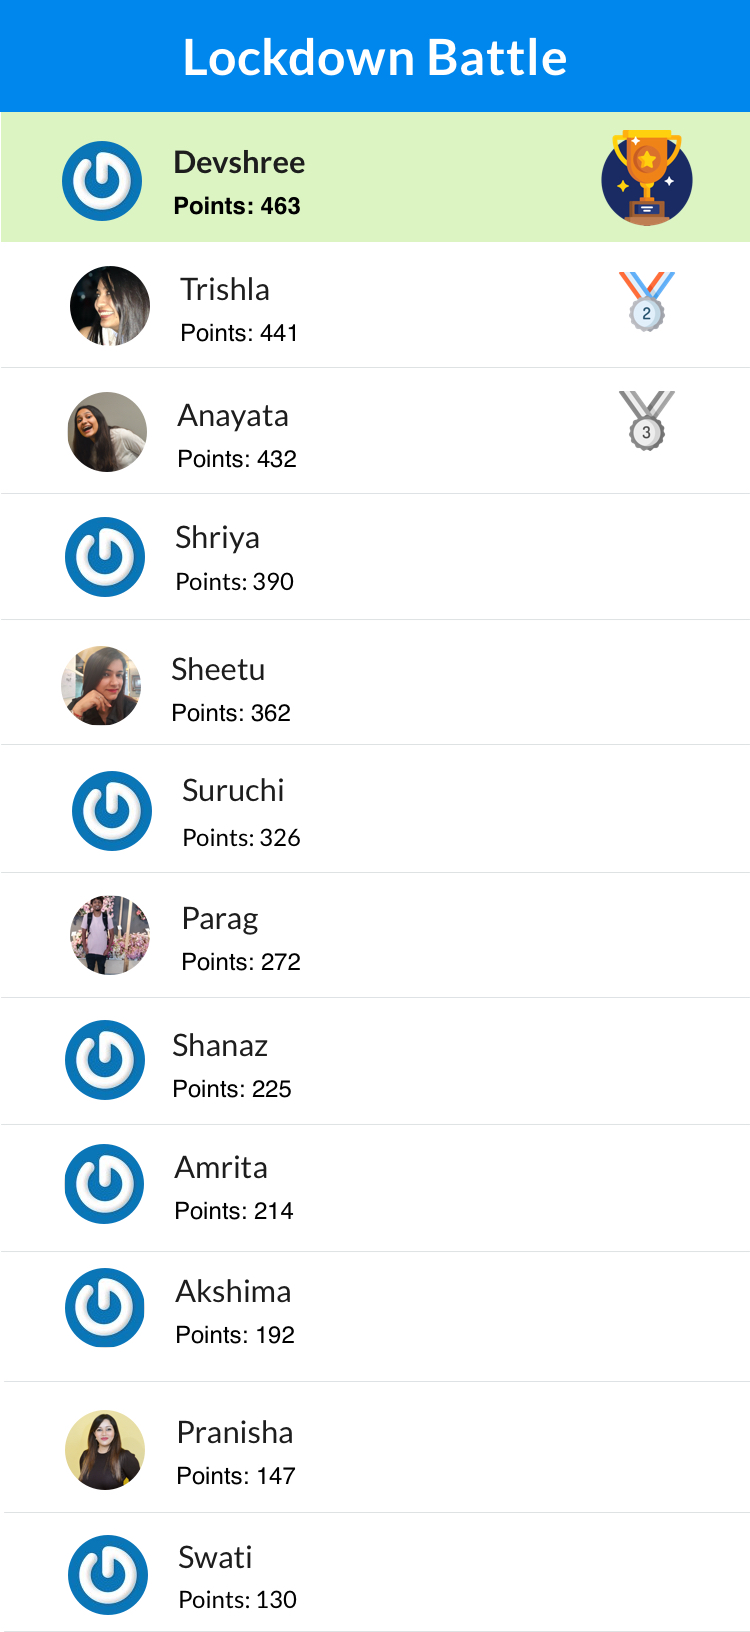 Lockdown Battle
Devshree
Points: 463
Trishla
Points: 441
2
Anayata
Points: 432
3
Shriya
Points: 390
Sheetu
Points: 362
Suruchi
Points: 326
Parag
Points: 272
Shanaz
Points: 225
Amrita
Points: 214
Akshima
Points: 192
Pranisha
Points: 147
Swati
Points: 130